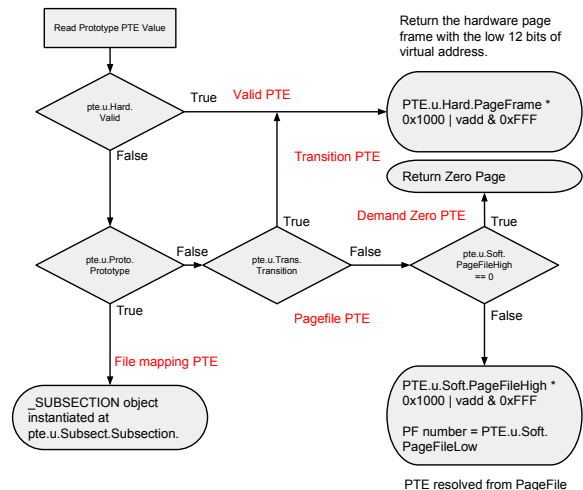 Read Prototype PTE Value
Return the hardware page
frame with the low 12 bits of
virtual address.
pte.u.Hard.
Valid
True
Valid PTE
PTE.u.Hard.PageFrame *
0x1000 | vadd & 0xFFF
False
Transition PTE
Return Zero Page
True
Demand Zero PTE
True
pte.u.Proto.
Prototype
False
pte.u.Trans.
Transition
False
pte.u.Soft.
PageFileHigh
== 0
True
Pagefile PTE
False
File mapping PTE
_SUBSECTION object
instantiated at
pte.u.Subsect.Subsection.
PTE.u.Soft.PageFileHigh *
0x1000 | vadd & 0xFFF
PF number = PTE.u.Soft.
PageFileLow
PTE resolved from PageFile